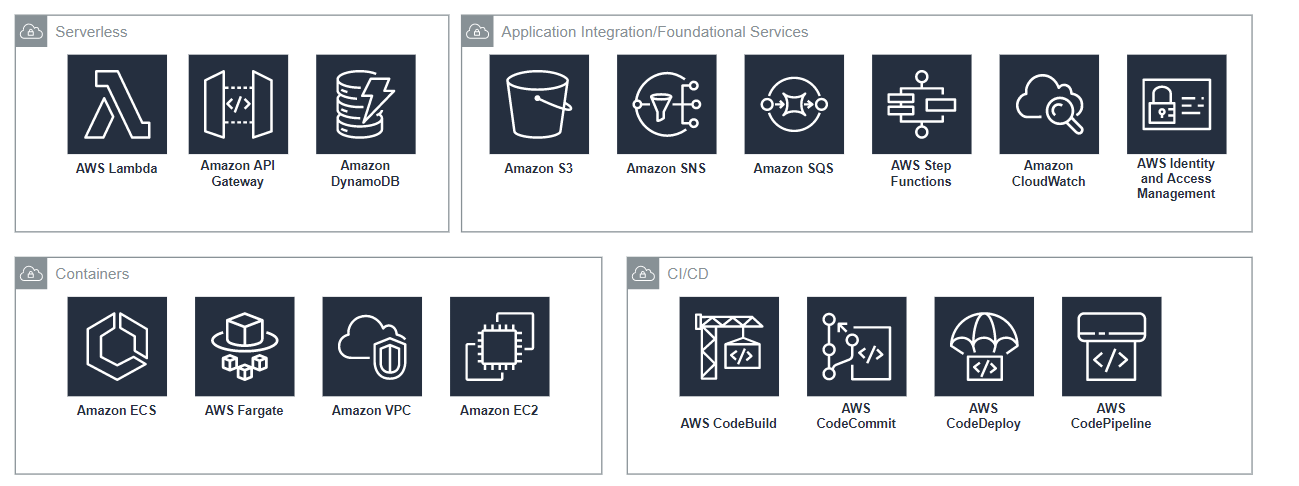 Serverless
AWS Lambda
Amazon API
Gateway
Amazon
DynamoDB
Application Integration/Foundational Services
Amazon S3
Amazon SNS
Amazon SQS
AWS Step
Functions
Amazon
CloudWatch
AWS Identity
and Access
Management
Containers
Amazon ECS
AWS Fargate
Amazon VPC
Amazon EC2
CI/CD
AWS CodeBuild
AWS
CodeCommit
AWS
CodeDeploy
AWS
CodePipeline